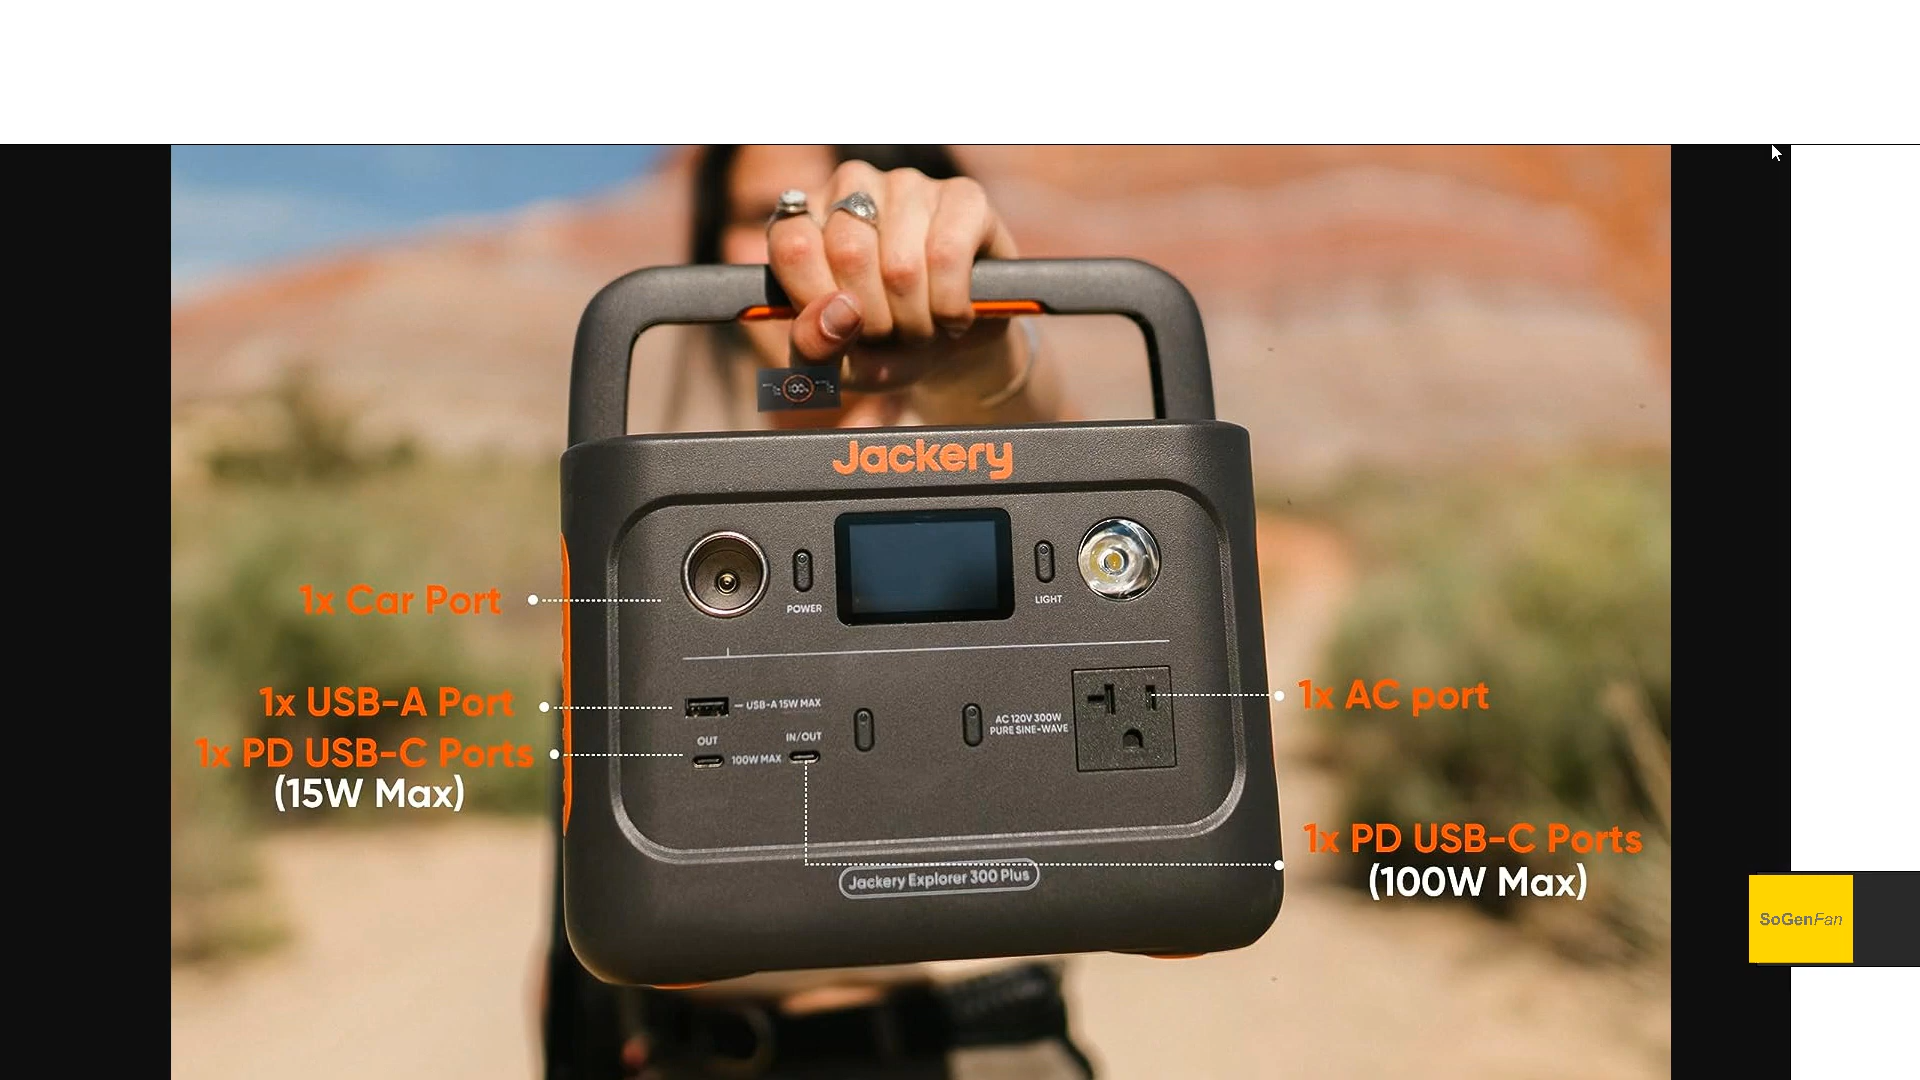 100%
Jackery
POWER
LIGHT
1x Car Port
1x USB-A Port
USB-A 15W MAX
1x PD USB-C Ports
(15W Max)
OUT
IN/OUT
100W MAX
AC 120V 300W
PURE SINE-WAVE
1x AC port
1x PD USB-C Ports
(100W Max)
Jackery Explorer 300 Plus
SoGenFan